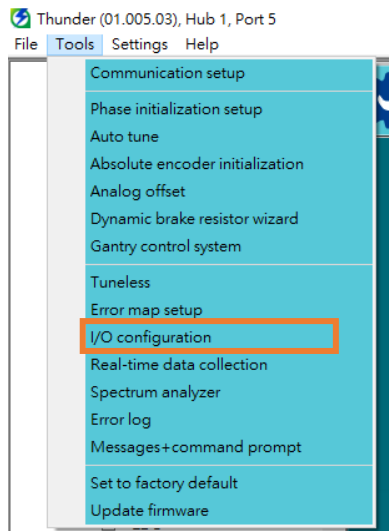 Thunder (01.005.03), Hub 1, Port 5
File Tools Settings Help
Communication setup
Phase initialization setup
Auto tune
Absolute encoder initialization
Analog offset
Dynamic brake resistor wizard
Gantry control system
Tuneless
Error map setup
I/O configuration
Real-time data collection
Spectrum analyzer
Error log
Messages+command prompt
Set to factory default
Update firmware